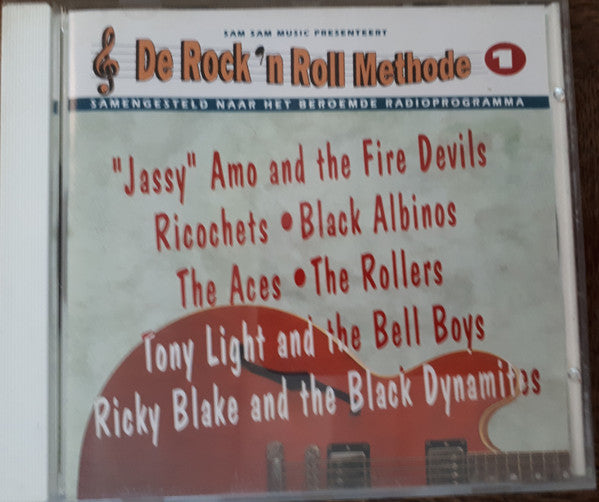 SAM SAM MUSIC PRESENTEERT
De Rock 'n Roll Methode 1
SAMENGESTELD NAAR HET BEROEMDE RADIOPROGRAMMA
"Jassy" Amo and the Fire Devils
Ricochets • Black Albinos
The Aces • The Rollers
Tony Light and the Bell Boys
Ricky Blake and the Black Dynamites